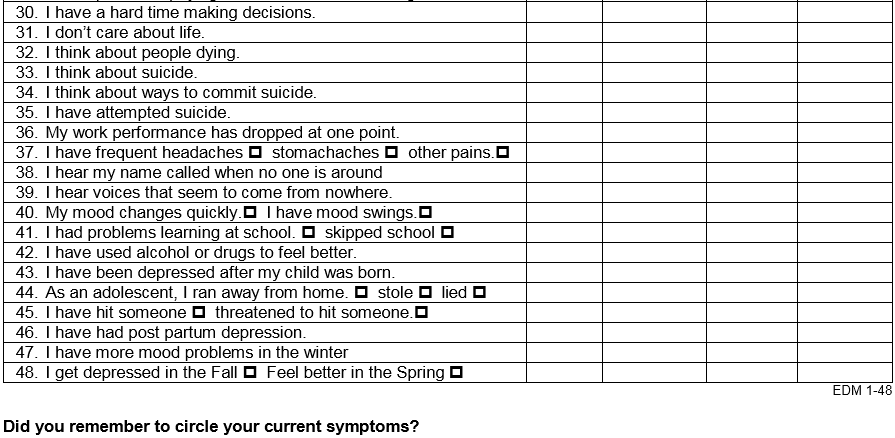 30. I have a hard time making decisions.
31. I don't care about life.
32. I think about people dying.
33. I think about suicide.
34. I think about ways to commit suicide.
35. I have attempted suicide.
36. My work performance has dropped at one point.
37. I have frequent headaches □ stomachaches □ other pains.□
38. I hear my name called when no one is around
39. I hear voices that seem to come from nowhere.
40. My mood changes quickly.□ I have mood swings.□
41. I had problems learning at school. □ skipped school □
42. I have used alcohol or drugs to feel better.
43. I have been depressed after my child was born.
44. As an adolescent, I ran away from home. □ stole □ lied □
45. I have hit someone □ threatened to hit someone.□
46. I have had post partum depression.
47. I have more mood problems in the winter
48. I get depressed in the Fall □ Feel better in the Spring □
EDM 1-48
Did you remember to circle your current symptoms?